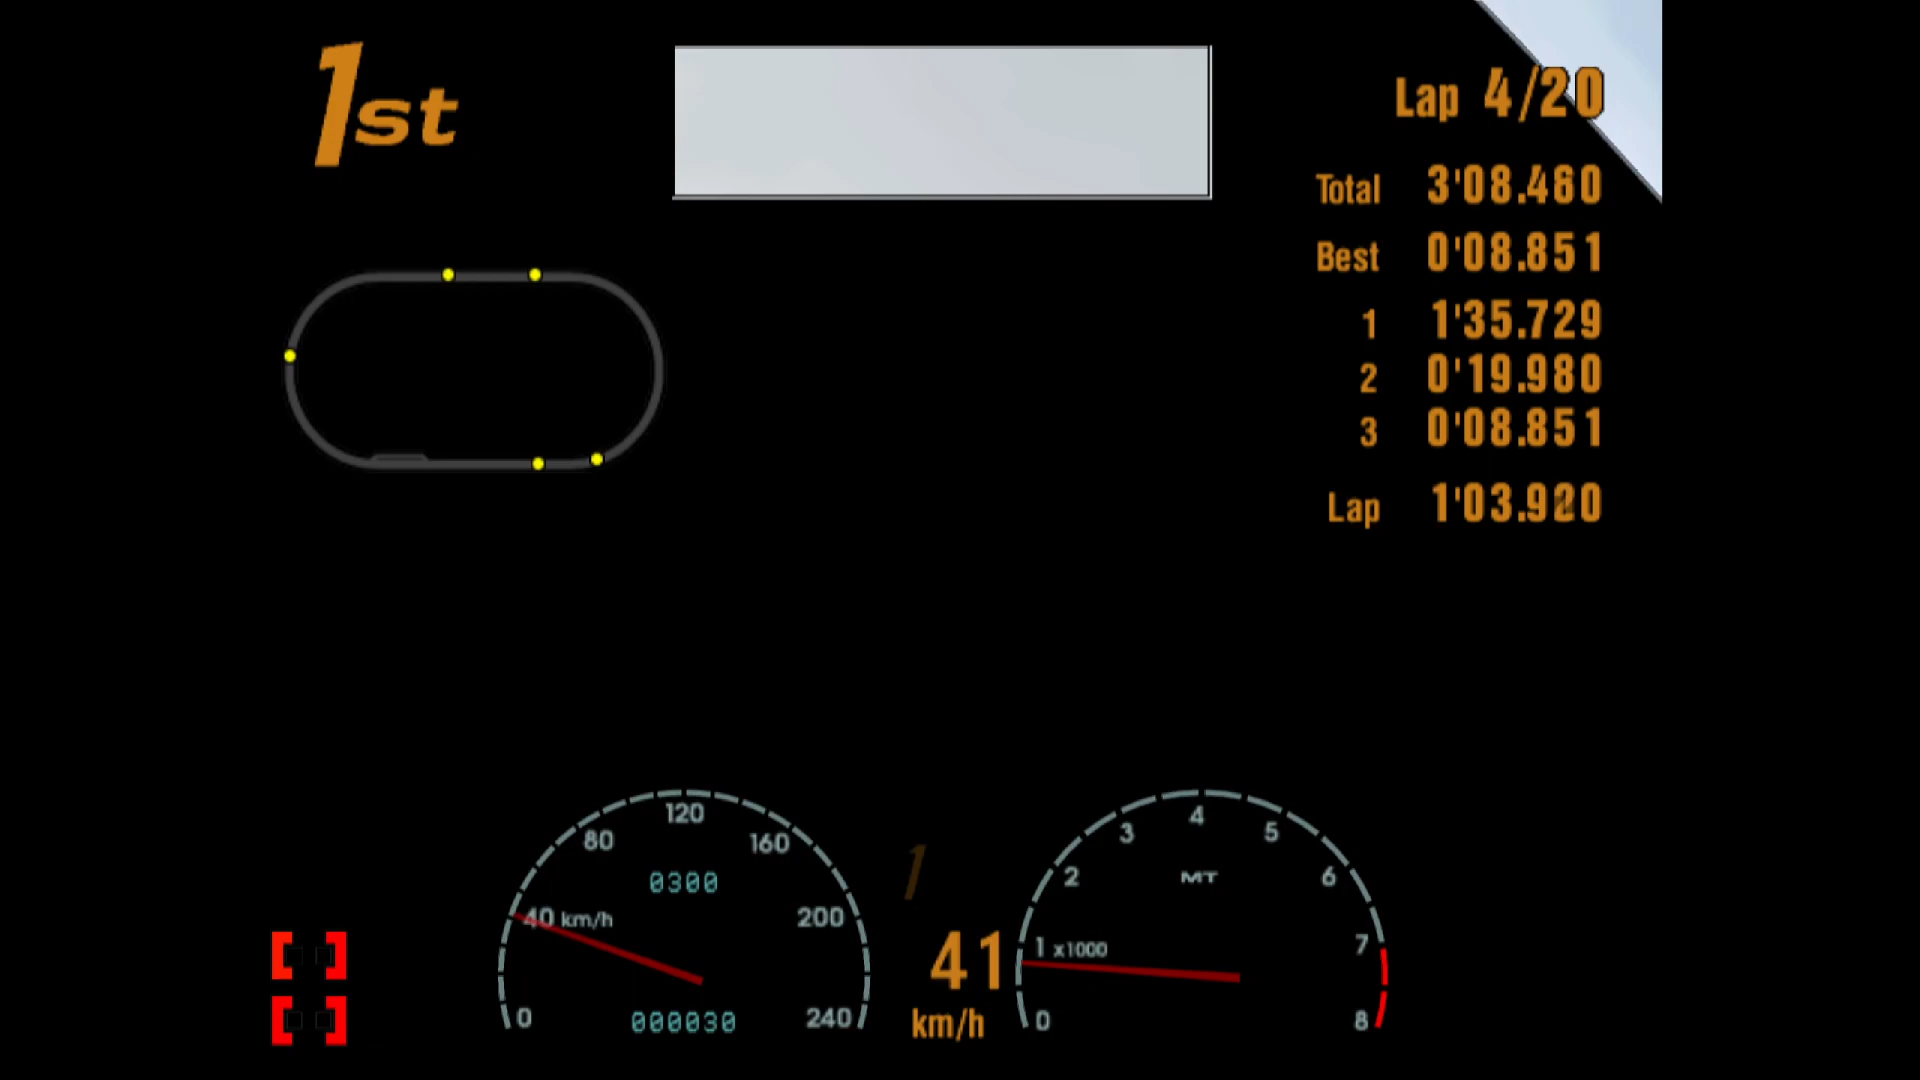 1st
Lap 4/20
Total 3'08.460
Best 0'08.851
1 1'35.729
2 0'19.980
3 0'08.851
Lap 1'03.920
0 40 km/h 80 120 160 200 240
0300
000030
1
41
km/h
0 1 x1000 2 3 4 5 6 7 8
MT